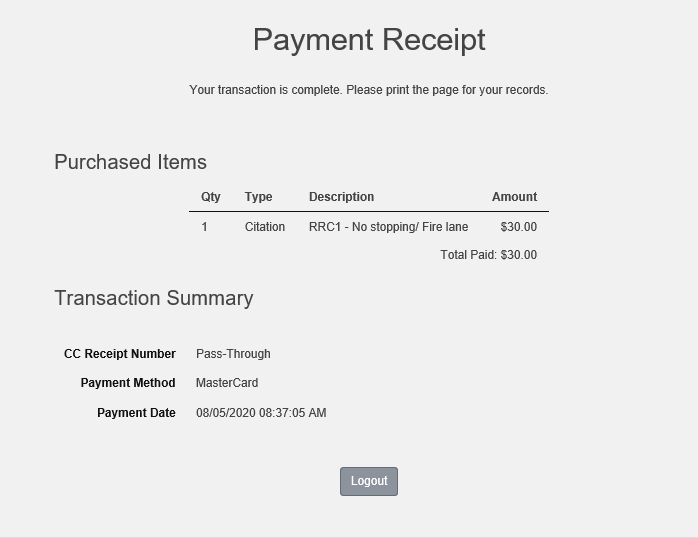 Payment Receipt
Your transaction is complete. Please print the page for your records.
Purchased Items
Qty Type Description Amount
1 Citation RRC1 - No stopping/ Fire lane $30.00
Total Paid: $30.00
Transaction Summary
CC Receipt Number Pass-Through
Payment Method MasterCard
Payment Date 08/05/2020 08:37:05 AM
Logout